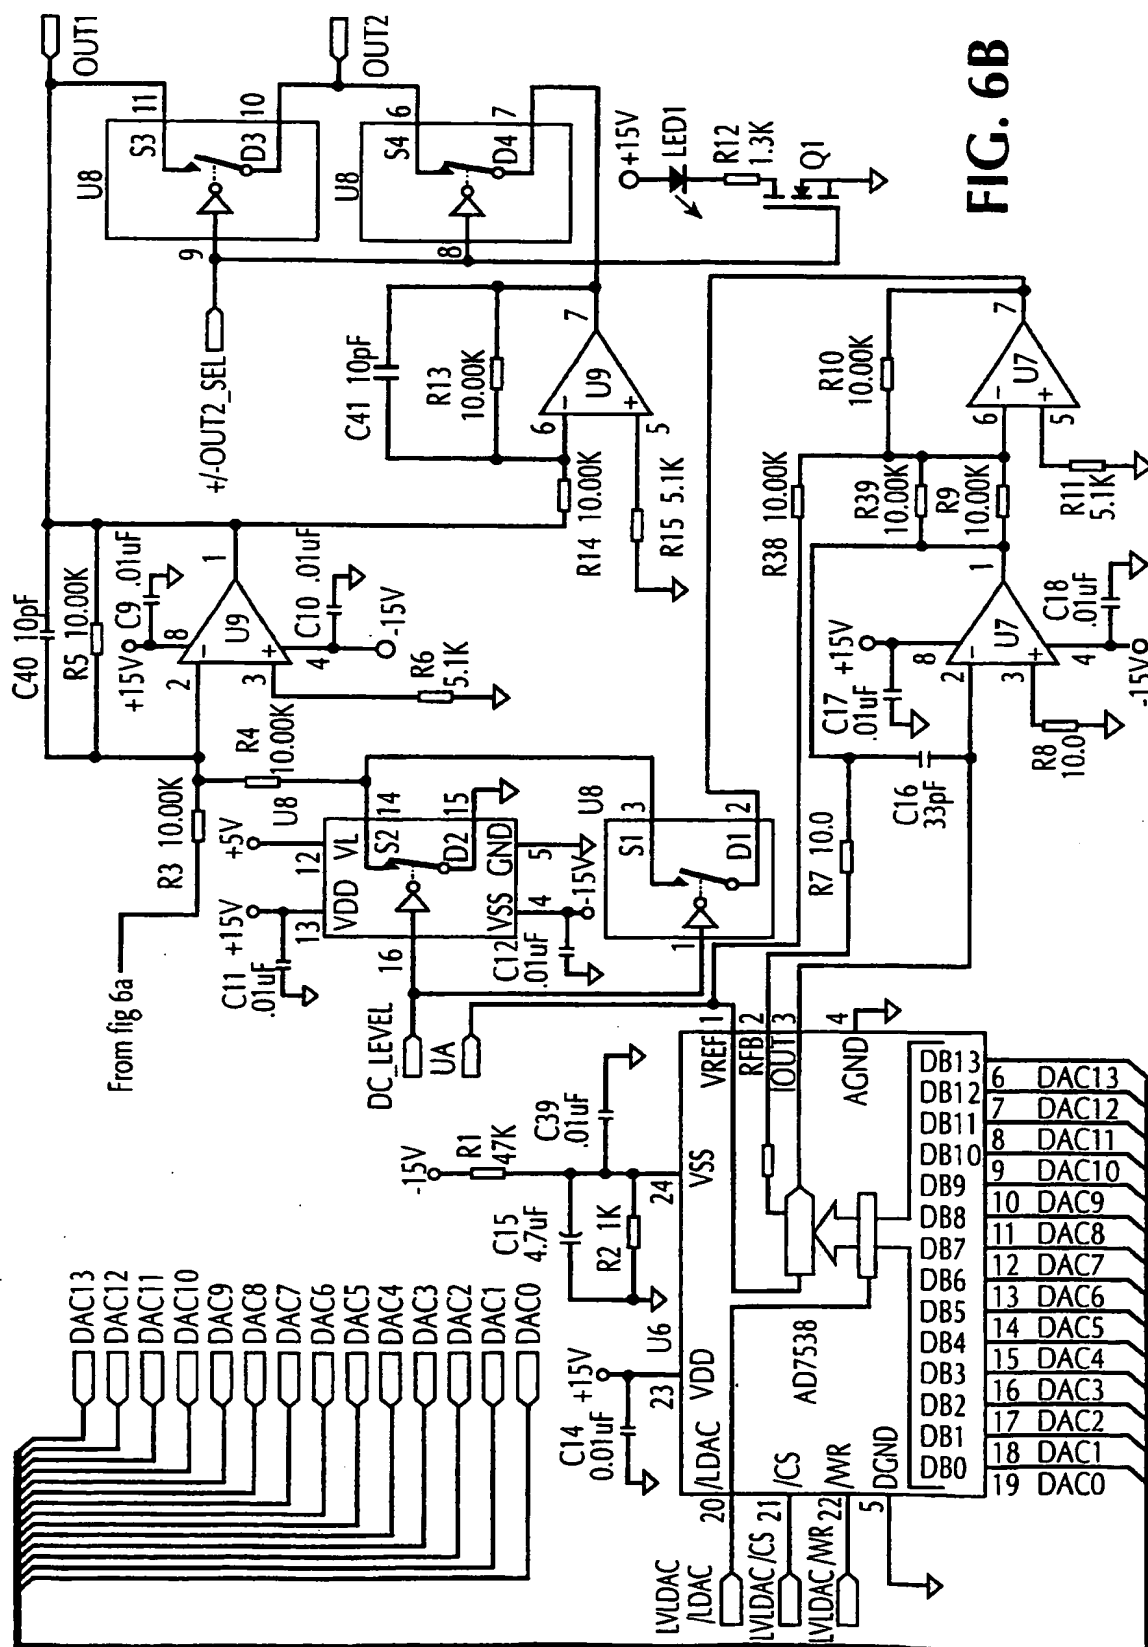 OUT1
OUT2
U8
S3
D3
11
10
9
U8
S4
D4
6
7
8
+/-OUT2_SEL
+15V
LED1
R12
1.3K
Q1
FIG. 6B
C40 10pF
R5 10.00K
+15V
C9 .01uF
8
2
3
1
U9
-
+
4
C10 .01uF
-15V
R6
5.1K
C41 10pF
R13
10.00K
6
5
7
U9
-
+
R14 10.00K
R15 5.1K
From fig 6a
R3 10.00K
R4
10.00K
U8
C11
.01uF
+15V
+5V
13
12
VDD
VL
14
S2
D2
15
16
VSS
GND
4
5
C12
.01uF
-15V
U8
S1
D1
3
2
1
DC_LEVEL
UA
R38 10.00K
R39
10.00K
R9
10.00K
R10
10.00K
6
5
7
U7
-
+
R11
5.1K
C17
.01uF
+15V
8
2
3
1
U7
-
+
4
C18
.01uF
-15V
R8
10.0
R7 10.0
C16
33pF
DAC13
DAC12
DAC11
DAC10
DAC9
DAC8
DAC7
DAC6
DAC5
DAC4
DAC3
DAC2
DAC1
DAC0
-15V
R1
47K
C39
.01uF
C15
4.7uF
R2 1K
24
VSS
U6
+15V
C14
0.01uF
23
VDD
AD7538
VREF 1
RFB 2
IOUT 3
AGND 4
LVLDAC
/LDAC
20 /LDAC
LVLDAC/CS
21 /CS
LVLDAC/WR
22 /WR
5 DGND
DB13
DB12
DB11
DB10
DB9
DB8
DB7
DB6
DB5
DB4
DB3
DB2
DB1
DB0
6 DAC13
7 DAC12
8 DAC11
9 DAC10
10 DAC9
11 DAC8
12 DAC7
13 DAC6
14 DAC5
15 DAC4
16 DAC3
17 DAC2
18 DAC1
19 DAC0